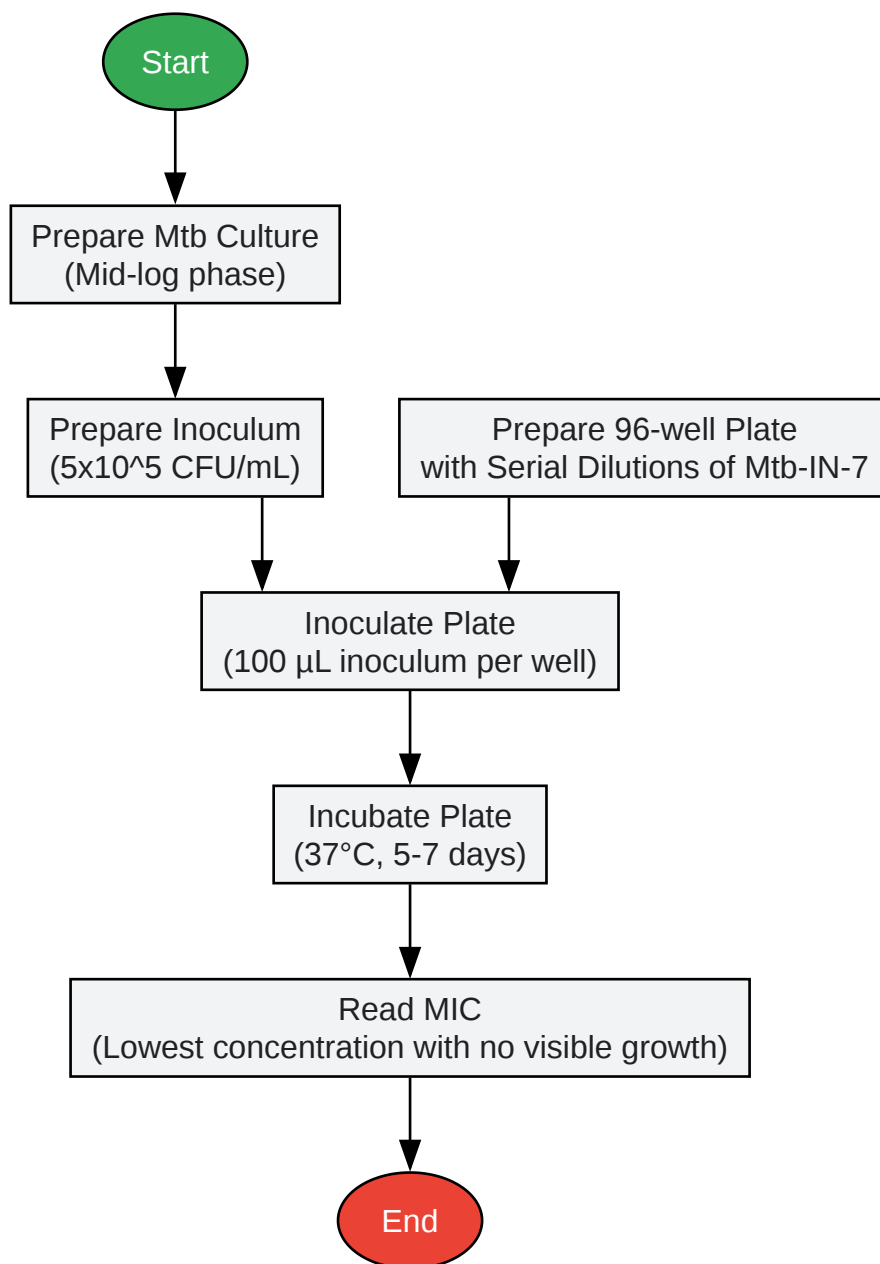 Start
Prepare Mtb Culture
(Mid-log phase)
Prepare Inoculum
(5x10^5 CFU/mL)
Prepare 96-well Plate
with Serial Dilutions of Mtb-IN-7
Inoculate Plate
(100 µL inoculum per well)
Incubate Plate
(37°C, 5-7 days)
Read MIC
(Lowest concentration with no visible growth)
End